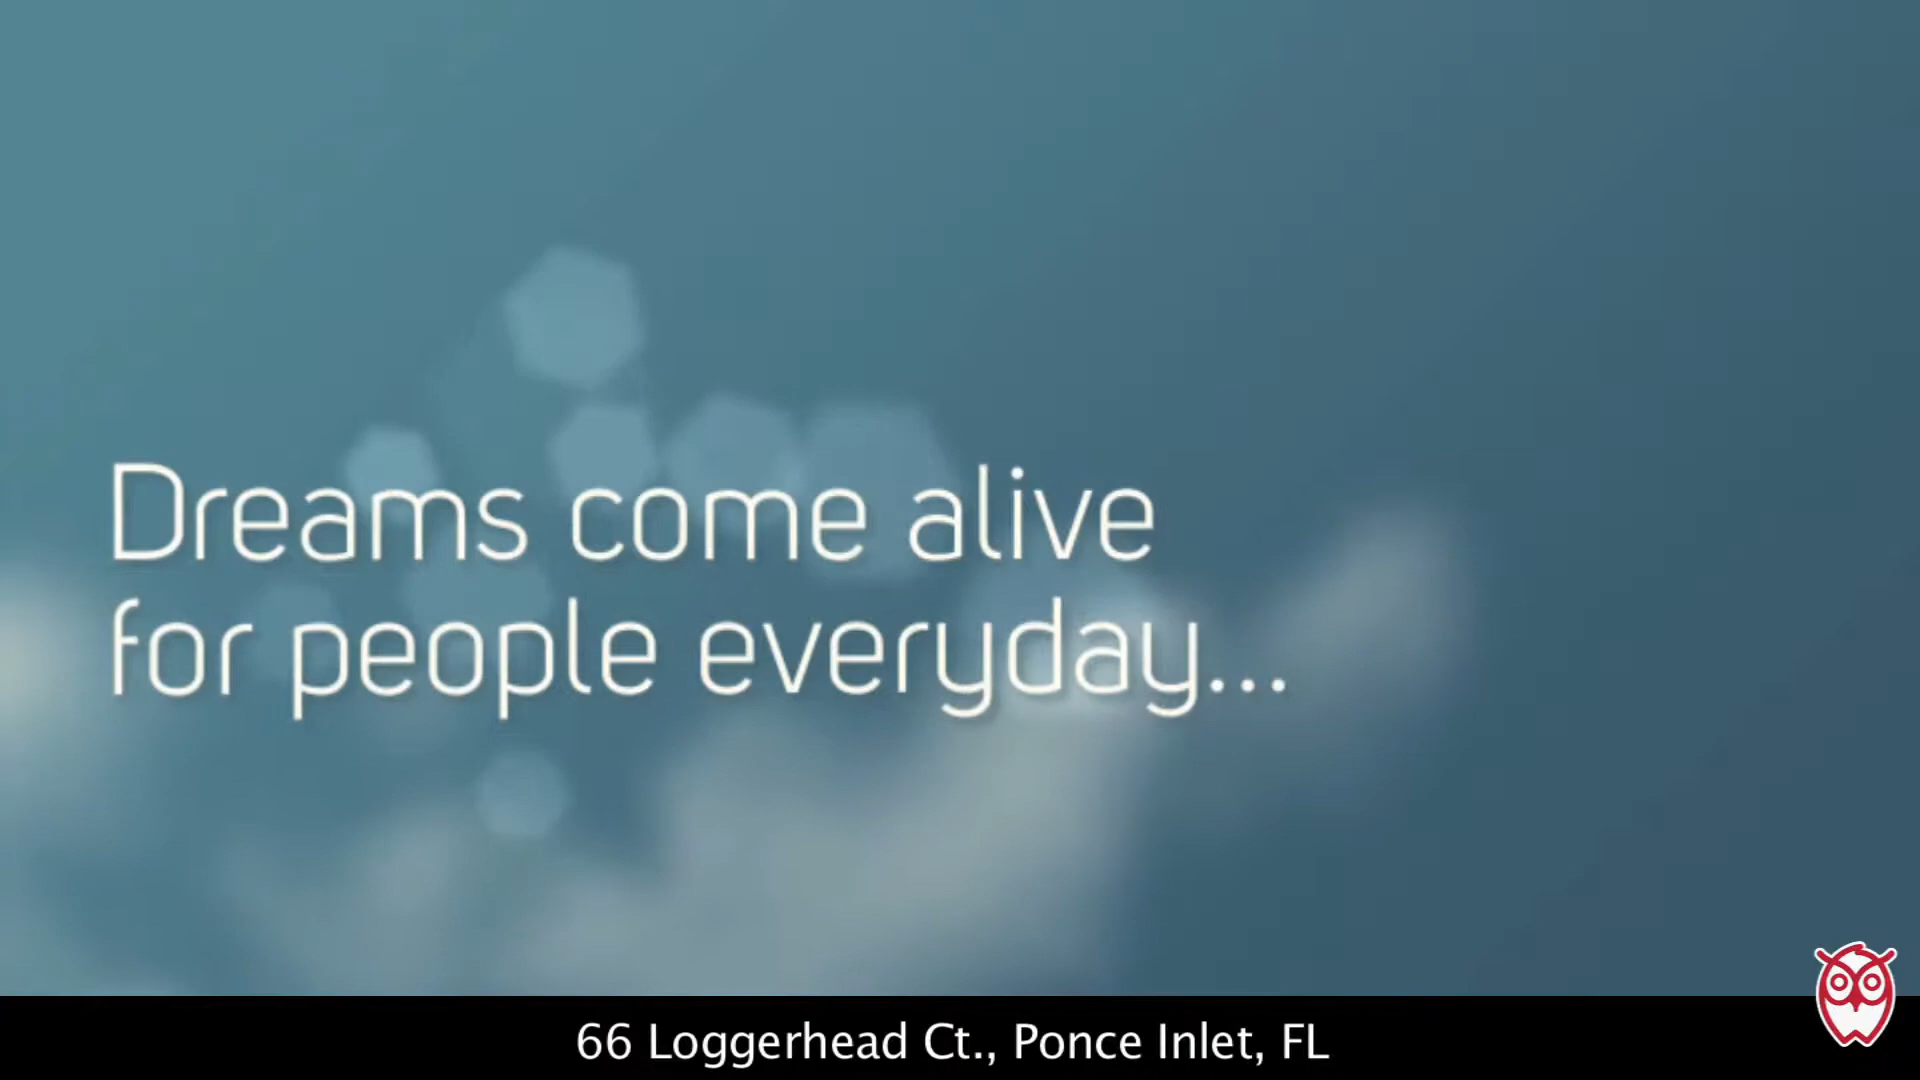 Dreams come alive
for people everyday...
66 Loggerhead Ct., Ponce Inlet, FL